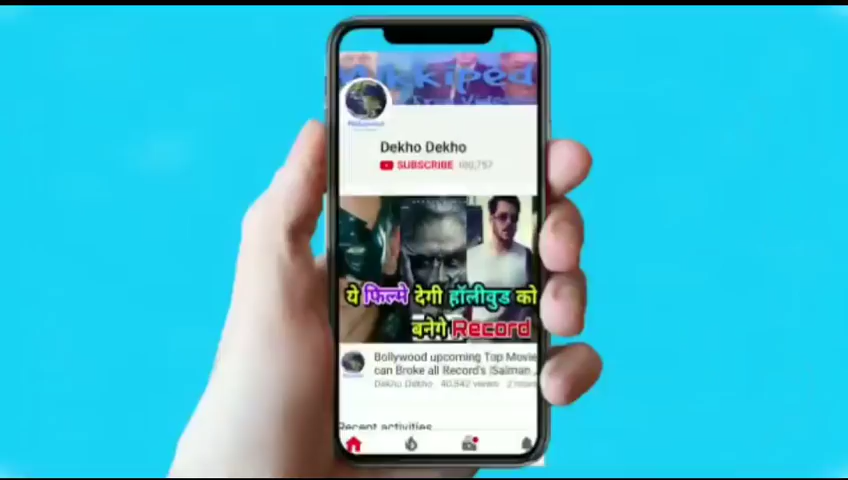 Dekho Dekho
SUBSCRIBE
ये फिल्मे देगी हॉलीवुड को
बनेगे Record
Bollywood upcoming Top Movie
can Broke all Record's |Salman
Dekho Dekho 40,542 views
Recent activities